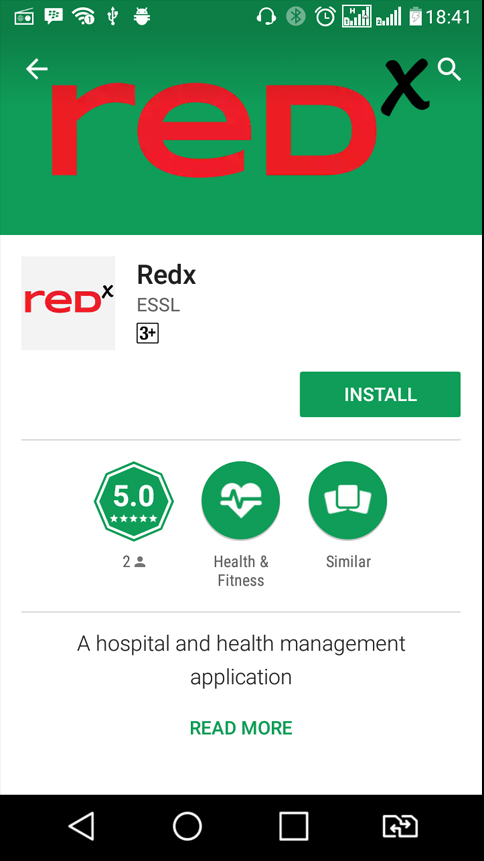 18:41
redx
redx
Redx
ESSL
3+
INSTALL
5.0
2
Health &
Fitness
Similar
A hospital and health management
application
READ MORE